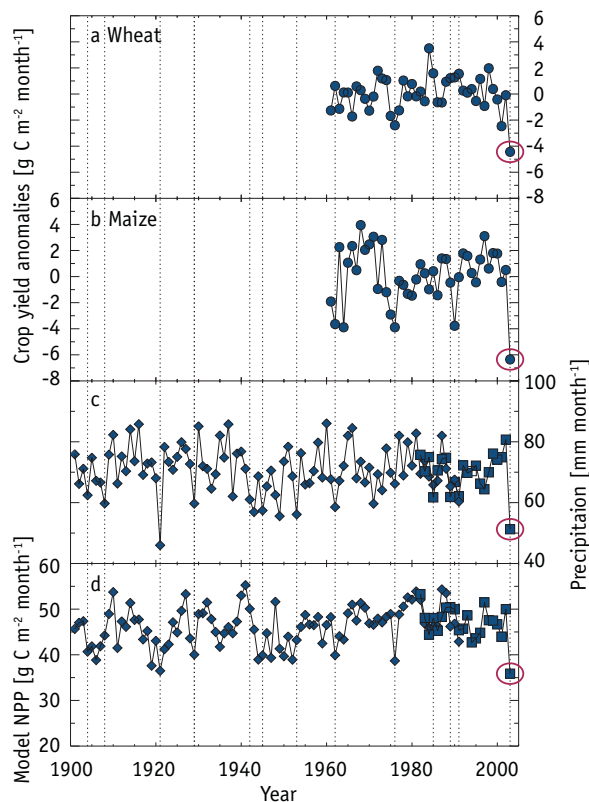 6
4
a Wheat
2
0
-2
-4
-6
-8
Crop yield anomalies [g C m⁻² month⁻¹]
6
b Maize
4
2
0
-2
-4
-6
-8
100
c
80
60
40
Precipitaion [mm month⁻¹]
60
d
50
40
30
20
Model NPP [g C m⁻² month⁻¹]
1900 1920 1940 1960 1980 2000
Year